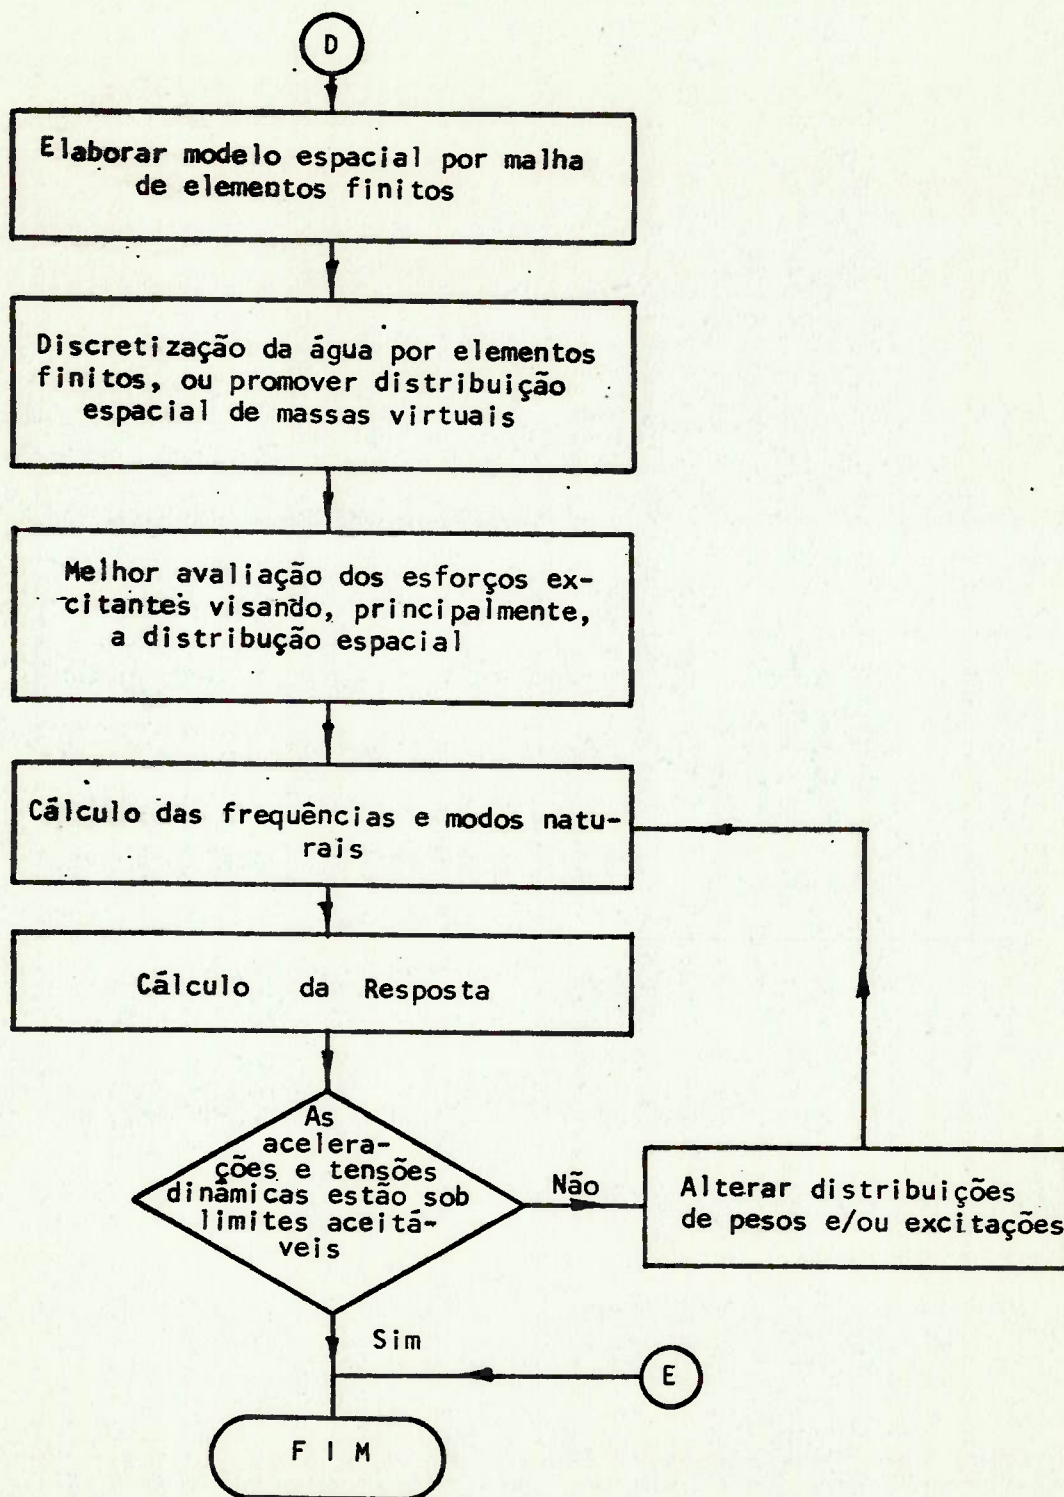 D
Elaborar modelo espacial por malha
de elementos finitos
Discretização da água por elementos
finitos, ou promover distribuição
espacial de massas virtuais
Melhor avaliação dos esforços ex-
citantes visando, principalmente,
a distribução espacial
Cálculo das frequências e modos natu-
rais
Cálculo da Resposta
As
acelera-
ções e tensões
dinâmicas estão sob
limites aceitá-
veis
Não
Alterar distribuições
de pesos e/ou excitações
Sim
E
F I M